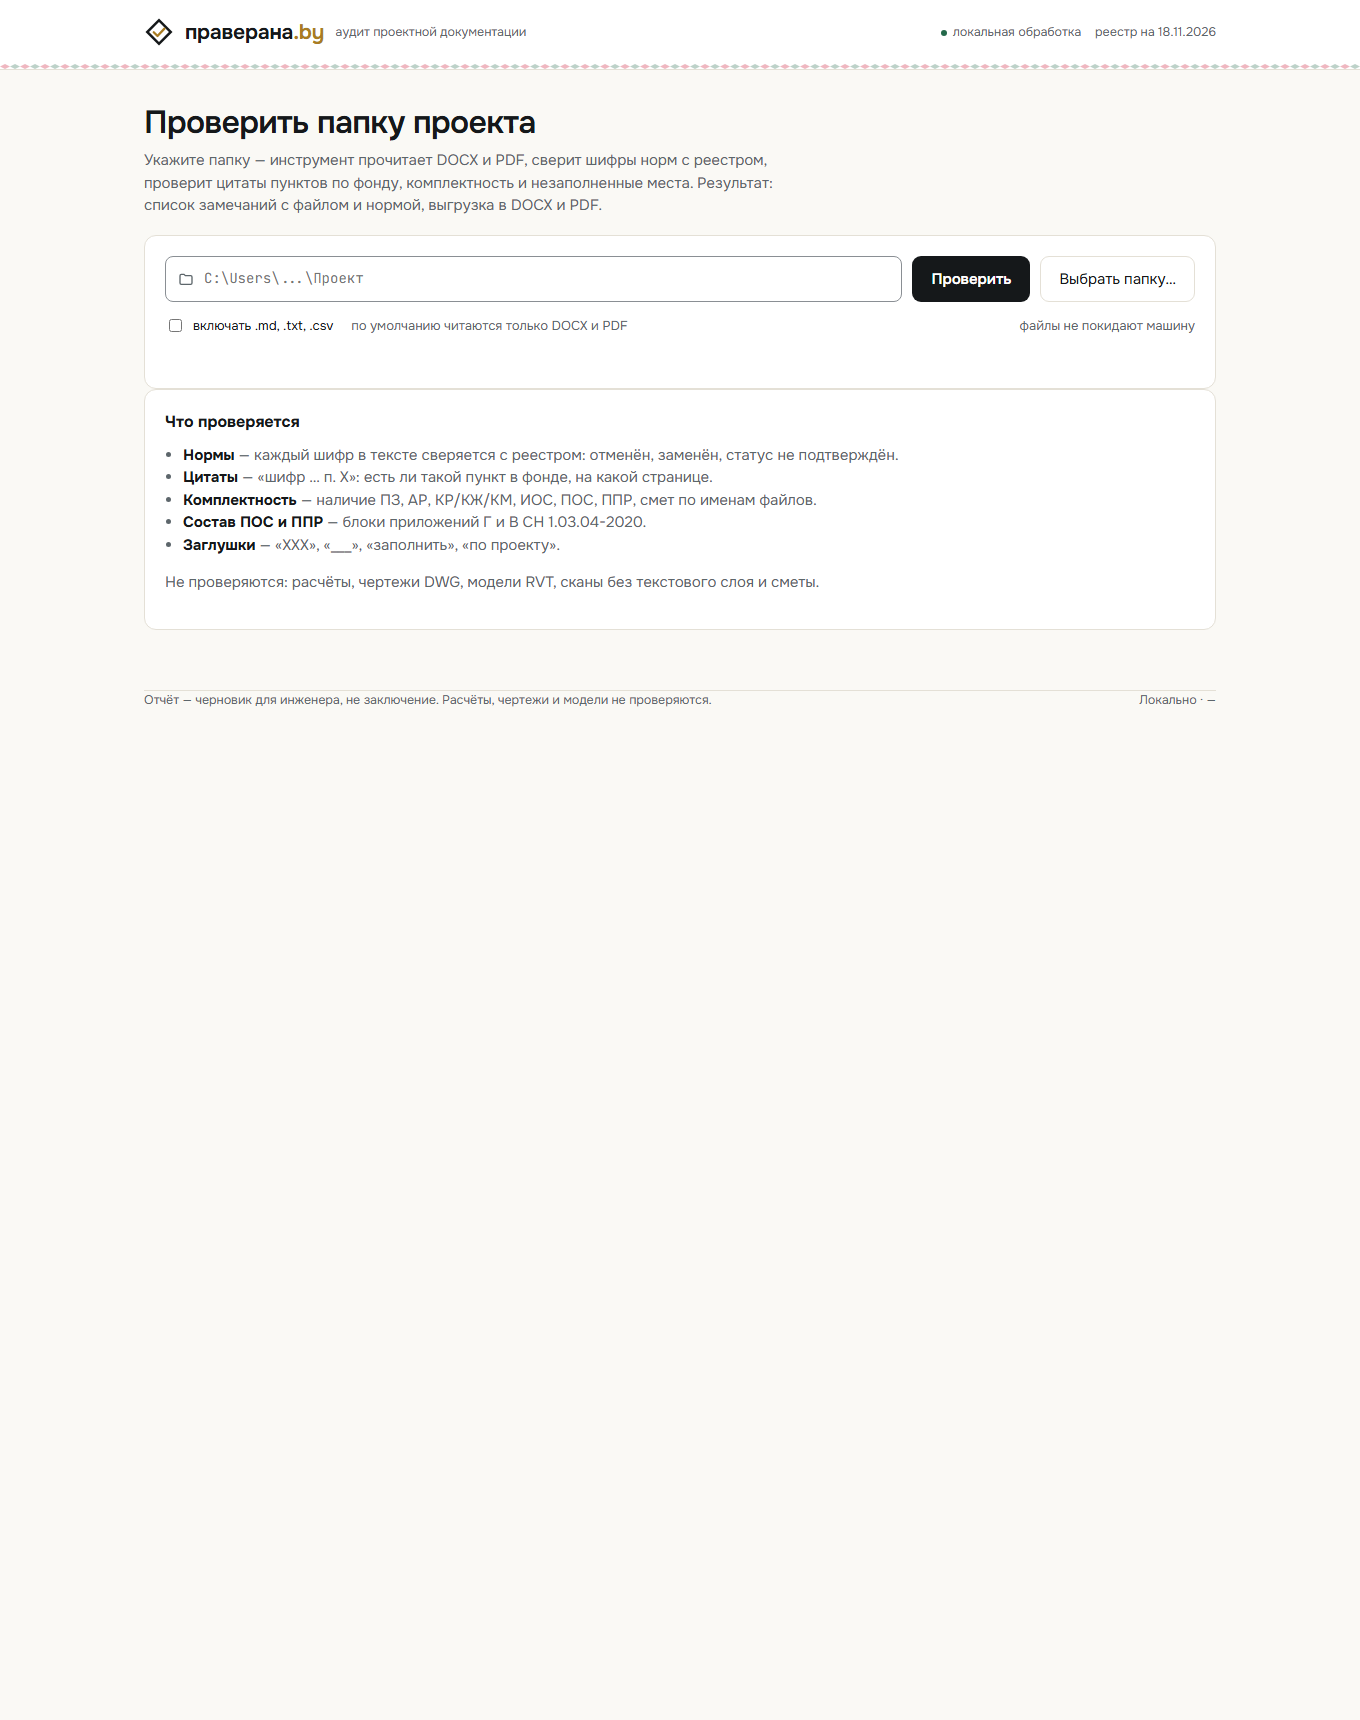 праверана.by аудит проектной документации локальная обработка реестр на 18.11.2026
Проверить папку проекта
Укажите папку — инструмент прочитает DOCX и PDF, сверит шифры норм с реестром,
проверит цитаты пунктов по фонду, комплектность и незаполненные места. Результат:
список замечаний с файлом и нормой, выгрузка в DOCX и PDF.
C:\Users\...\Проект Проверить Выбрать папку...
включать .md, .txt, .csv по умолчанию читаются только DOCX и PDF файлы не покидают машину
Что проверяется
• Нормы — каждый шифр в тексте сверяется с реестром: отменён, заменён, статус не подтверждён.
• Цитаты — «шифр ... п. X»: есть ли такой пункт в фонде, на какой странице.
• Комплектность — наличие ПЗ, АР, КР/КЖ/КМ, ИОС, ПОС, ППР, смет по именам файлов.
• Состав ПОС и ППР — блоки приложений Г и В СН 1.03.04-2020.
• Заглушки — «XXX», «___», «заполнить», «по проекту».
Не проверяются: расчёты, чертежи DWG, модели RVT, сканы без текстового слоя и сметы.
Отчёт — черновик для инженера, не заключение. Расчёты, чертежи и модели не проверяются. Локально · —